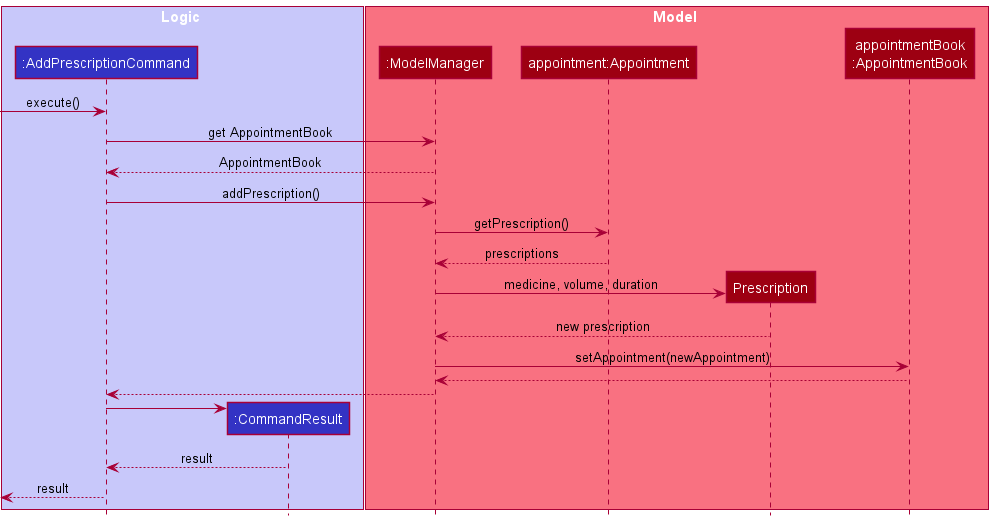 Logic
Model
:AddPrescriptionCommand
:ModelManager
appointment:Appointment
appointmentBook
:AppointmentBook
execute()
get AppointmentBook
AppointmentBook
addPrescription()
getPrescription()
prescriptions
medicine, volume, duration
Prescription
new prescription
setAppointment(newAppointment)
:CommandResult
result
result